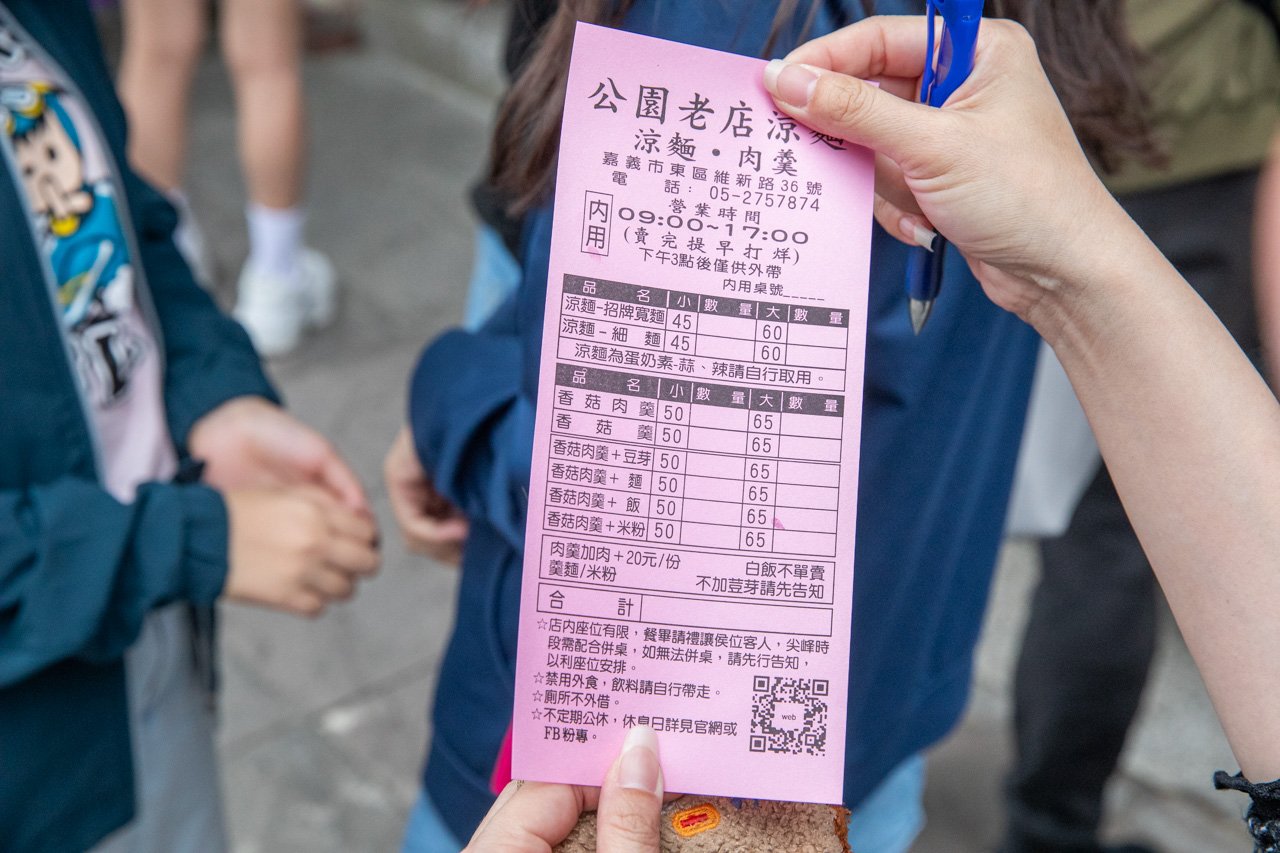 公園老店涼麵
涼麵・肉羹
嘉義市東區維新路36號
電 話：05-2757874
內用
營業時間
09:00~17:00
(賣完提早打烊)
下午3點後僅供外帶
內用桌號_____
品 名 小 數 量 大 數 量
涼麵-招牌寬麵 45 60
涼麵-細 麵 45 60
涼麵為蛋奶素-蒜、辣請自行取用。
品 名 小 數 量 大 數 量
香菇肉羹 50 65
香 菇 羹 50 65
香菇肉羹+豆芽 50 65
香菇肉羹+ 麵 50 65
香菇肉羹+ 飯 50 65
香菇肉羹+米粉 50 65
肉羹加肉+20元/份 白飯不單賣
羹麵/米粉 不加荳芽請先告知
合 計
☆店內座位有限，餐畢請禮讓侯位客人，尖峰時
段需配合併桌，如無法併桌，請先行告知，
以利座位安排。
☆禁用外食，飲料請自行帶走。
☆廁所不外借。
☆不定期公休，休息日詳見官網或
FB粉專。
web